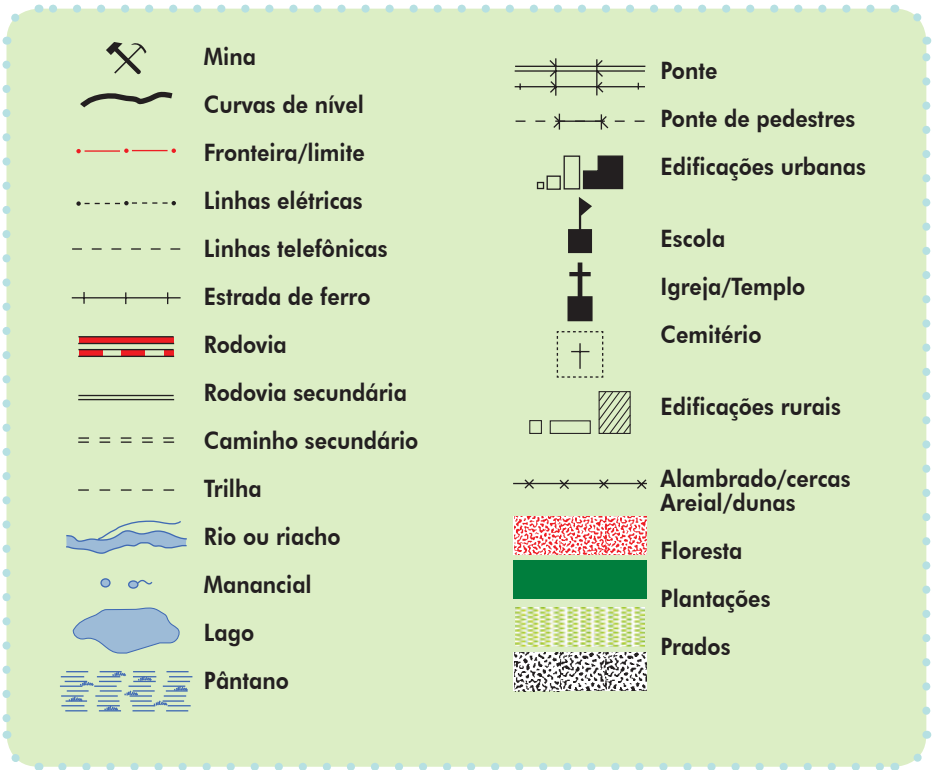 Mina
Curvas de nível
Fronteira/limite
Linhas elétricas
Linhas telefônicas
Estrada de ferro
Rodovia
Rodovia secundária
Caminho secundário
Trilha
Rio ou riacho
Manancial
Lago
Pântano
Ponte
Ponte de pedestres
Edificações urbanas
Escola
Igreja/Templo
Cemitério
Edificações rurais
Alambrado/cercas
Areial/dunas
Floresta
Plantações
Prados